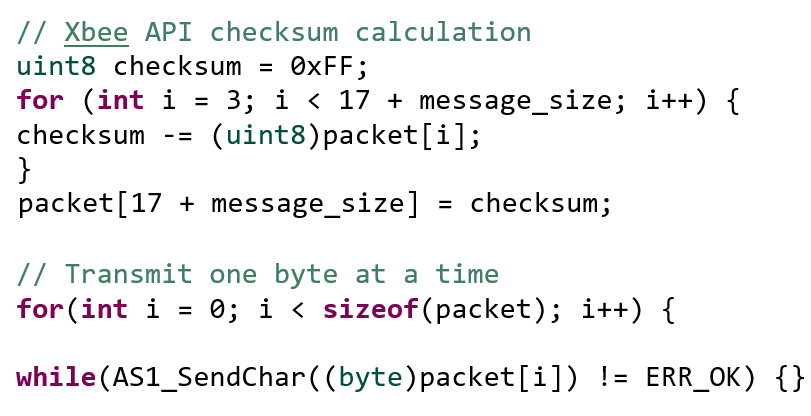 // Xbee API checksum calculation
uint8 checksum = 0xFF;
for (int i = 3; i < 17 + message_size; i++) {
checksum -= (uint8)packet[i];
}
packet[17 + message_size] = checksum;
// Transmit one byte at a time
for(int i = 0; i < sizeof(packet); i++) {
while(AS1_SendChar((byte)packet[i]) != ERR_OK) {}